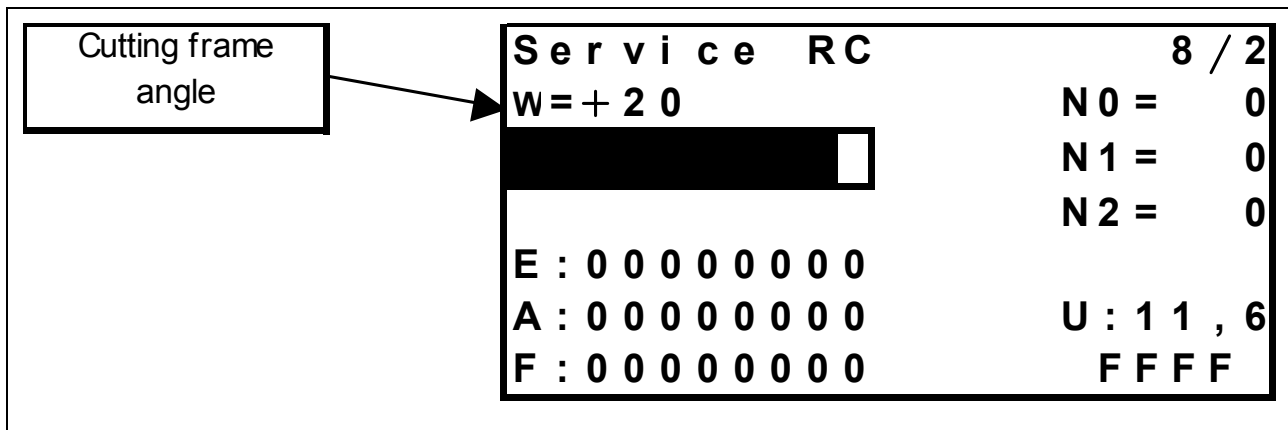 Cutting frame
angle
Service RC 8/2
W=+20 N0= 0
N1= 0
N2= 0
E:00000000
A:00000000 U:11,6
F:00000000 FFFF